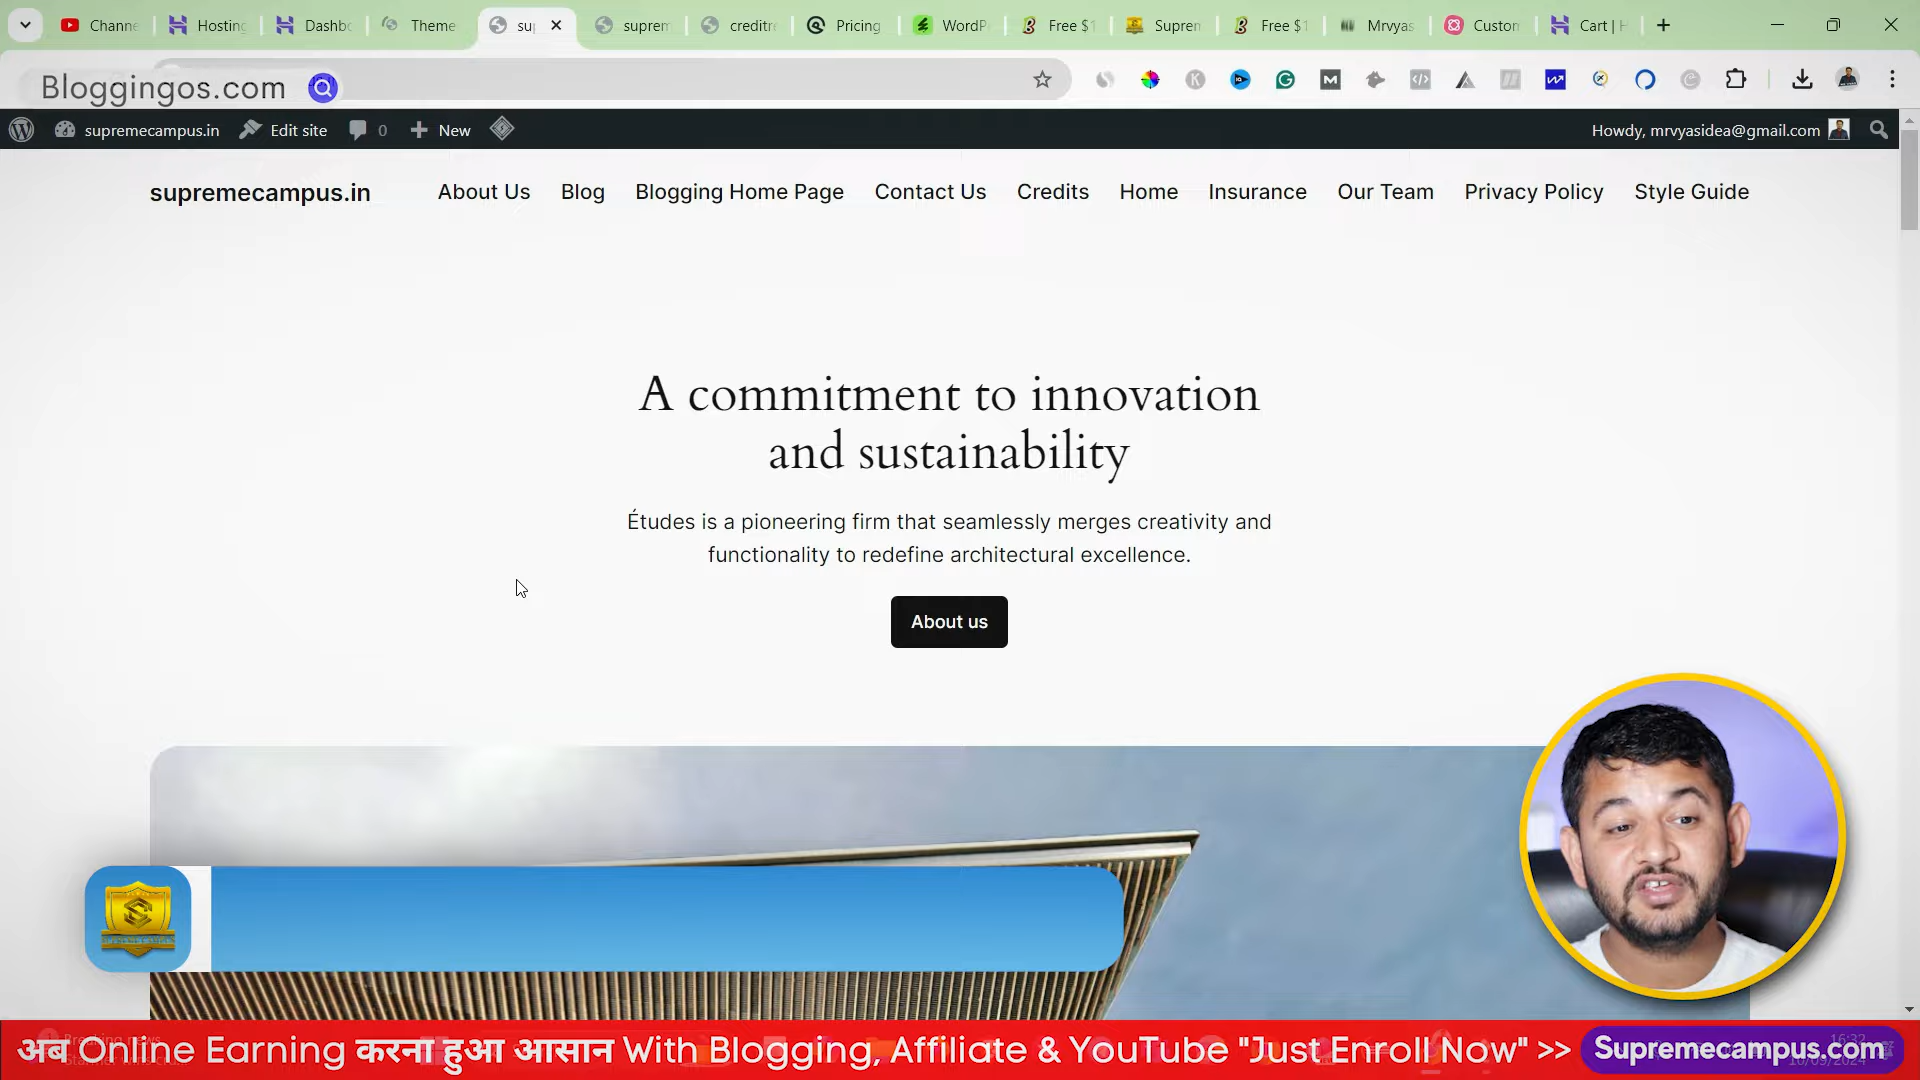 Channe
Hosting
Dashbo
Theme
su
suprem
creditre
Pricing
WordP
Free $1
Suprem
Free $1
Mrvyas
Custom
Cart | H
Bloggingos.com
supremecampus.in
Edit site
0
New
Howdy, mrvyasidea@gmail.com
supremecampus.in
About Us
Blog
Blogging Home Page
Contact Us
Credits
Home
Insurance
Our Team
Privacy Policy
Style Guide
A commitment to innovation
and sustainability
Études is a pioneering firm that seamlessly merges creativity and
functionality to redefine architectural excellence.
About us
अब Online Earning करना हुआ आसान With Blogging, Affiliate & YouTube "Just Enroll Now" >> Supremecampus.com